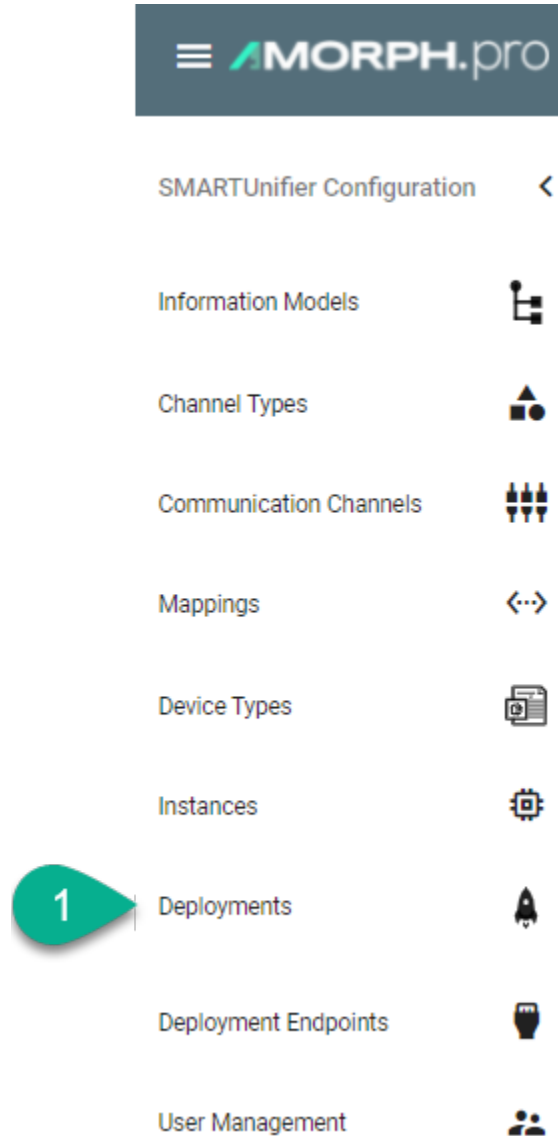 AMORPH.pro
SMARTUnifier Configuration
Information Models
Channel Types
Communication Channels
Mappings
Device Types
Instances
1 Deployments
Deployment Endpoints
User Management